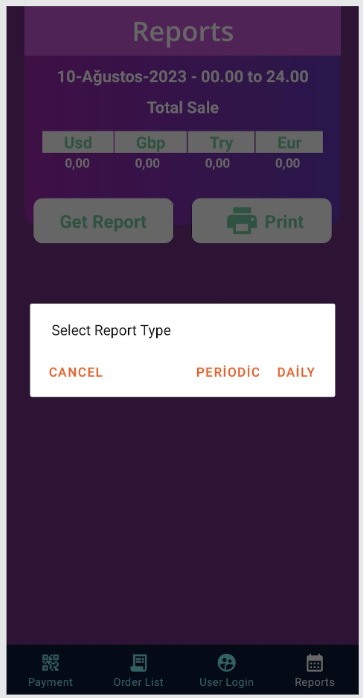 Reports
10-Ağustos-2023 - 00.00 to 24.00
Total Sale
Usd Gbp Try Eur
0,00 0,00 0,00 0,00
Get Report Print
Select Report Type
CANCEL PERİODİC DAİLY
Payment Order List User Login Reports